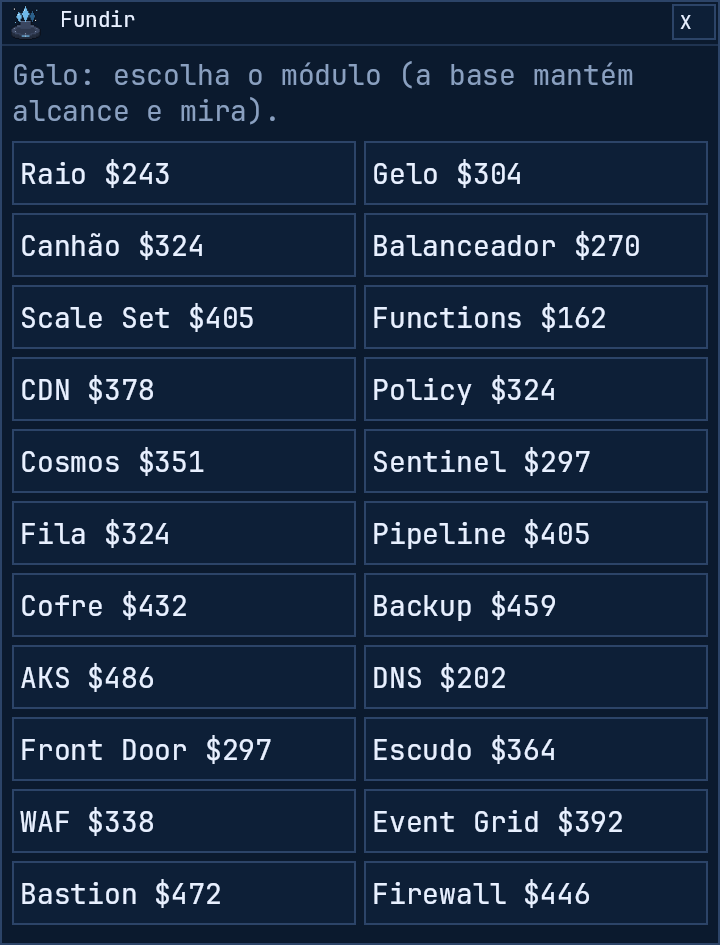 Fundir
X
Gelo: escolha o módulo (a base mantém
alcance e mira).
Raio $243
Gelo $304
Canhão $324
Balanceador $270
Scale Set $405
Functions $162
CDN $378
Policy $324
Cosmos $351
Sentinel $297
Fila $324
Pipeline $405
Cofre $432
Backup $459
AKS $486
DNS $202
Front Door $297
Escudo $364
WAF $338
Event Grid $392
Bastion $472
Firewall $446